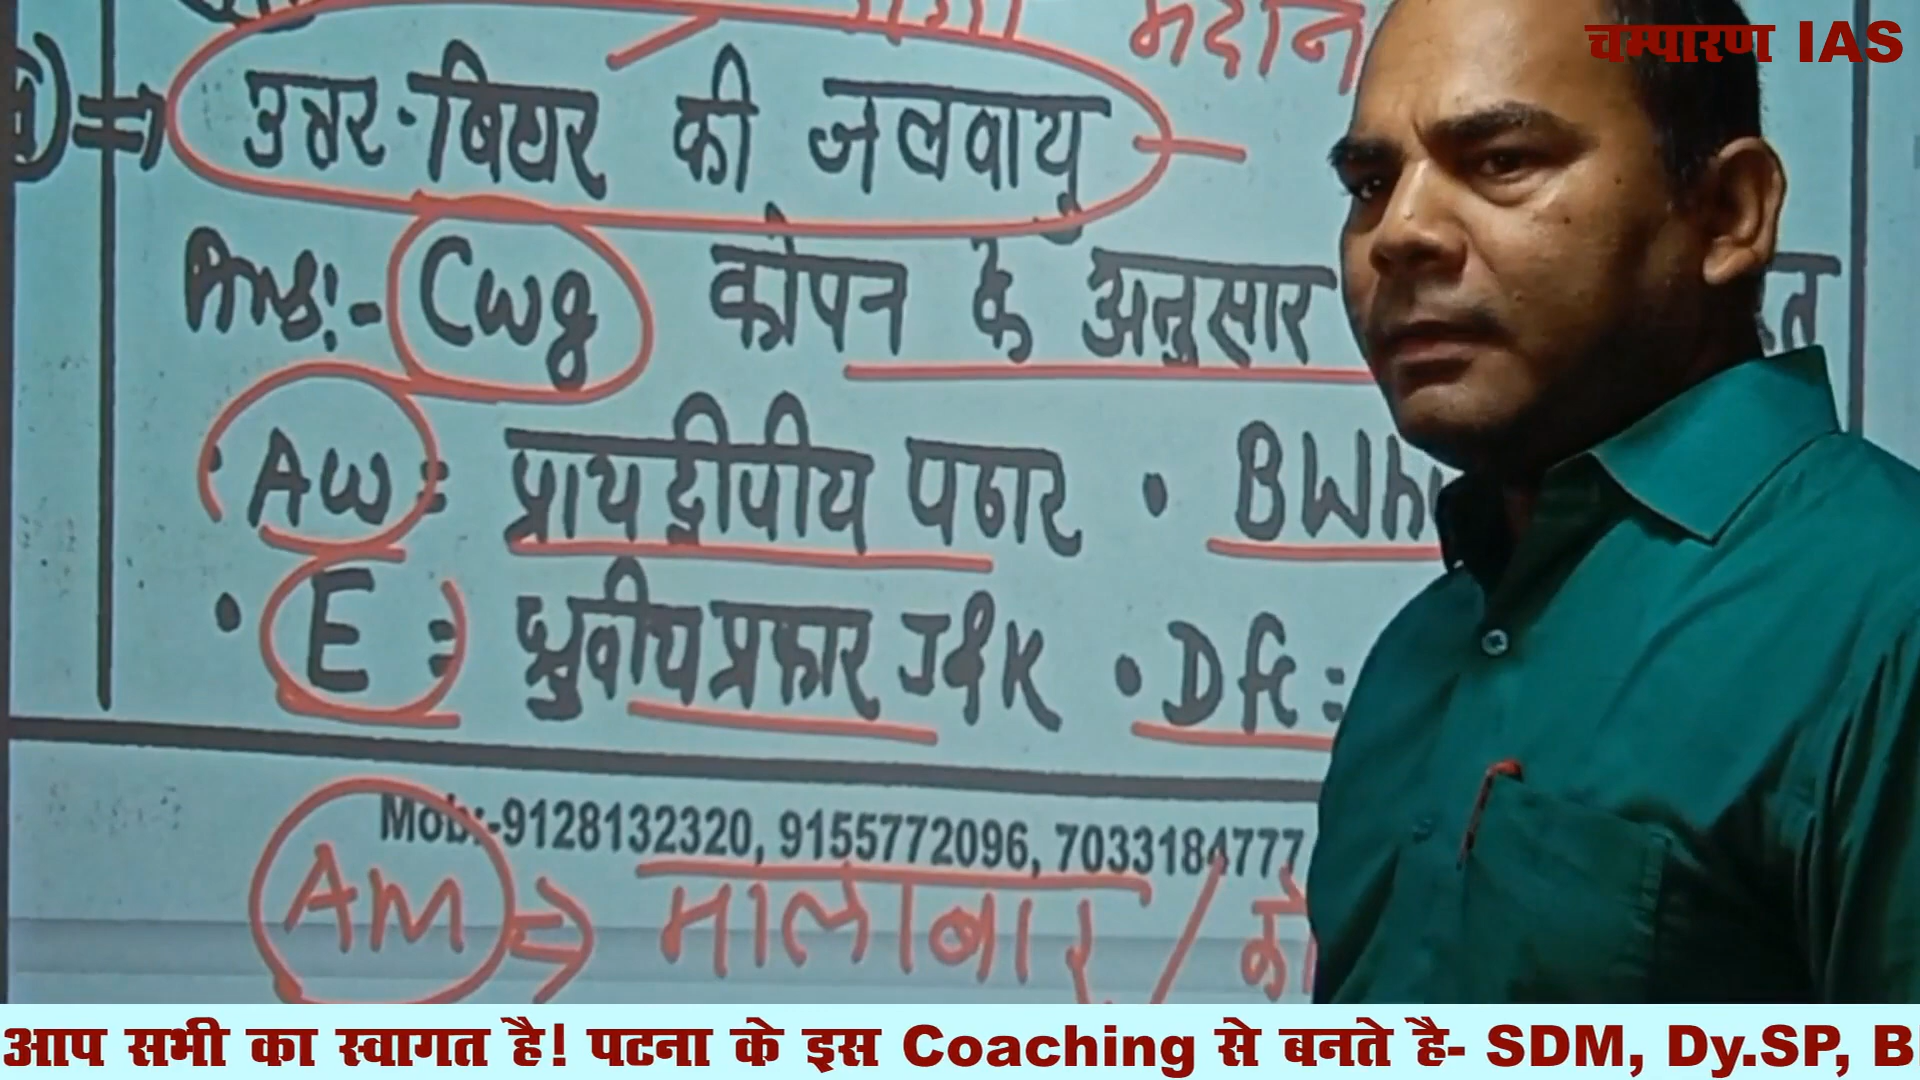 मैदान
चम्पारण IAS
उत्तर-बिहार की जलवायु -
Ans:- Cwg कोपन के अनुसार
• Aw = प्रायद्वीपीय पठार • BWh
• E = ध्रुवीय प्रकार J&K • Dfc =
Mob:-9128132320, 9155772096, 7033184777
AM ⇒ मालाबार / को
आप सभी का स्वागत है! पटना के इस Coaching से बनते है- SDM, Dy.SP, B